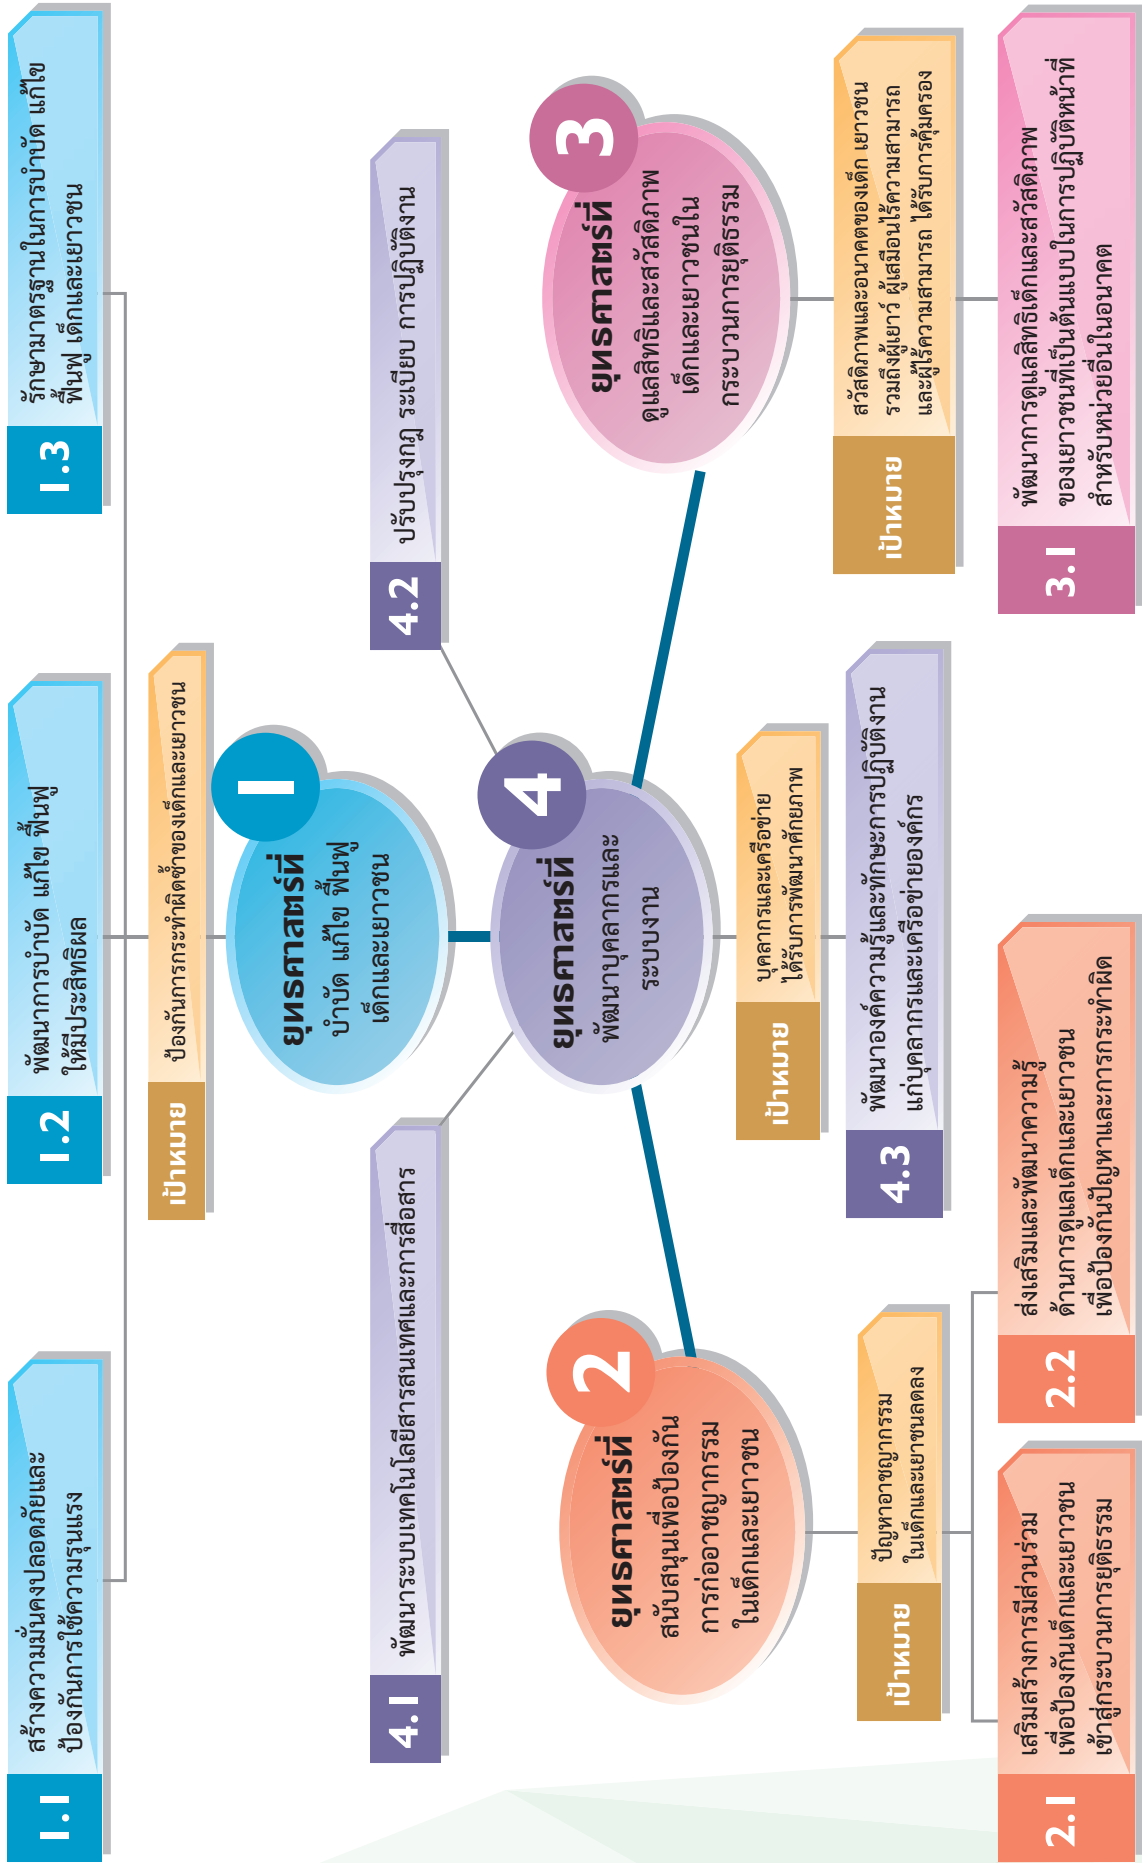 1.1
สร้างความมั่นคงปลอดภัยและ
ป้องกันการใช้ความรุนแรง
1.2
พัฒนาการบำบัด แก้ไข ฟื้นฟู
ให้มีประสิทธิผล
1.3
รักษามาตรฐานในการบำบัด แก้ไข
ฟื้นฟู เด็กและเยาวชน
เป้าหมาย
ป้องกันการกระทำผิดซ้ำของเด็กและเยาวชน
1
ยุทธศาสตร์ที่
บำบัด แก้ไข ฟื้นฟู
เด็กและเยาวชน
4.1
พัฒนาระบบเทคโนโลยีสารสนเทศและการสื่อสาร
4.2
ปรับปรุงกฎ ระเบียบ การปฏิบัติงาน
4
ยุทธศาสตร์ที่
พัฒนาบุคลากรและ
ระบบงาน
2
ยุทธศาสตร์ที่
สนับสนุนเพื่อป้องกัน
การก่ออาชญากรรม
ในเด็กและเยาวชน
3
ยุทธศาสตร์ที่
ดูแลสิทธิและสวัสดิภาพ
เด็กและเยาวชนใน
กระบวนการยุติธรรม
เป้าหมาย
ปัญหาอาชญากรรม
ในเด็กและเยาชนลดลง
เป้าหมาย
บุคลากรและเครือข่าย
ได้รับการพัฒนาศักยภาพ
เป้าหมาย
สวัสดิภาพและอนาคตของเด็ก เยาวชน
รวมถึงผู้เยาว์ ผู้เสมือนไร้ความสามารถ
และผู้ไร้ความสามารถ ได้รับการคุ้มครอง
4.3
พัฒนาองค์ความรู้และทักษะการปฏิบัติงาน
แก่บุคลากรและเครือข่ายองค์กร
2.1
เสริมสร้างการมีส่วนร่วม
เพื่อป้องกันเด็กและเยาวชน
เข้าสู่กระบวนการยุติธรรม
2.2
ส่งเสริมและพัฒนาความรู้
ด้านการดูแลเด็กและเยาวชน
เพื่อป้องกันปัญหาและการกระทำผิด
3.1
พัฒนาการดูแลสิทธิเด็กและสวัสดิภาพ
ของเยาวชนที่เป็นต้นแบบในการปฏิบัติหน้าที่
สำหรับหน่วยอื่นในอนาคต